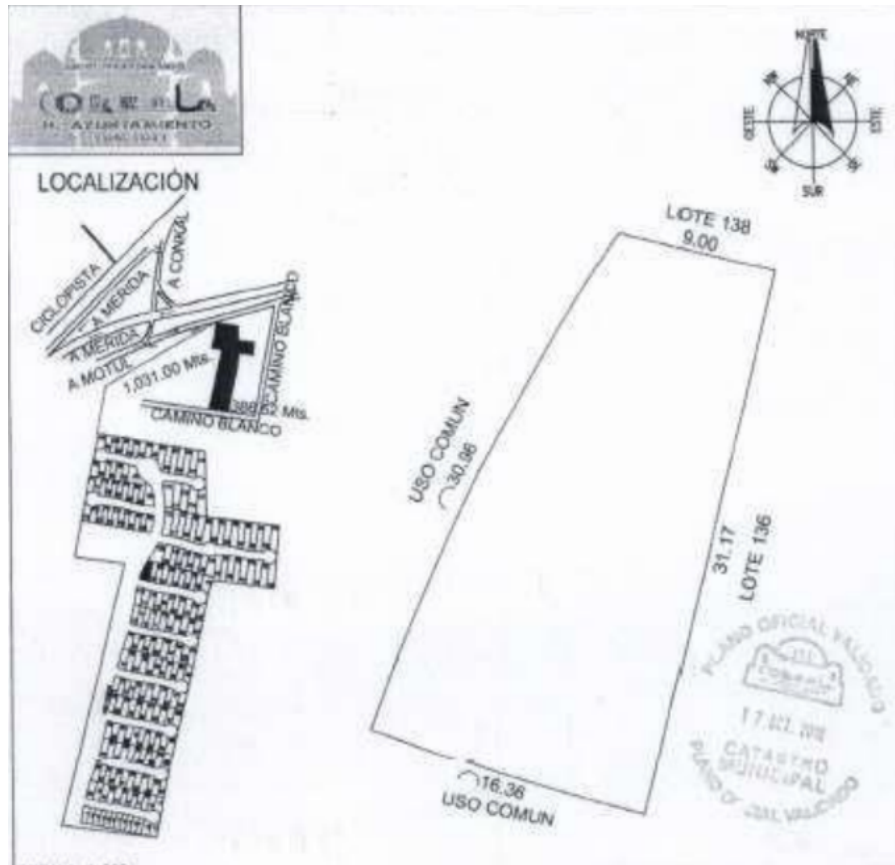 H. AYUNTAMIENTO
LOCALIZACIÓN
CICLOPISTA
A MERIDA
A CONKAL
A MERIDA
A MOTUL
1,031.00 Mts.
CAMINO BLANCO
Mts.
CAMINO BLANCO
NORTE
NE
OESTE
ESTE
SUR
LOTE 138
9.00
USO COMUN
30.96
31.17
LOTE 136
16.36
USO COMUN
PLANO OFICIAL VALIDADO
CATASTRO
MUNICIPAL